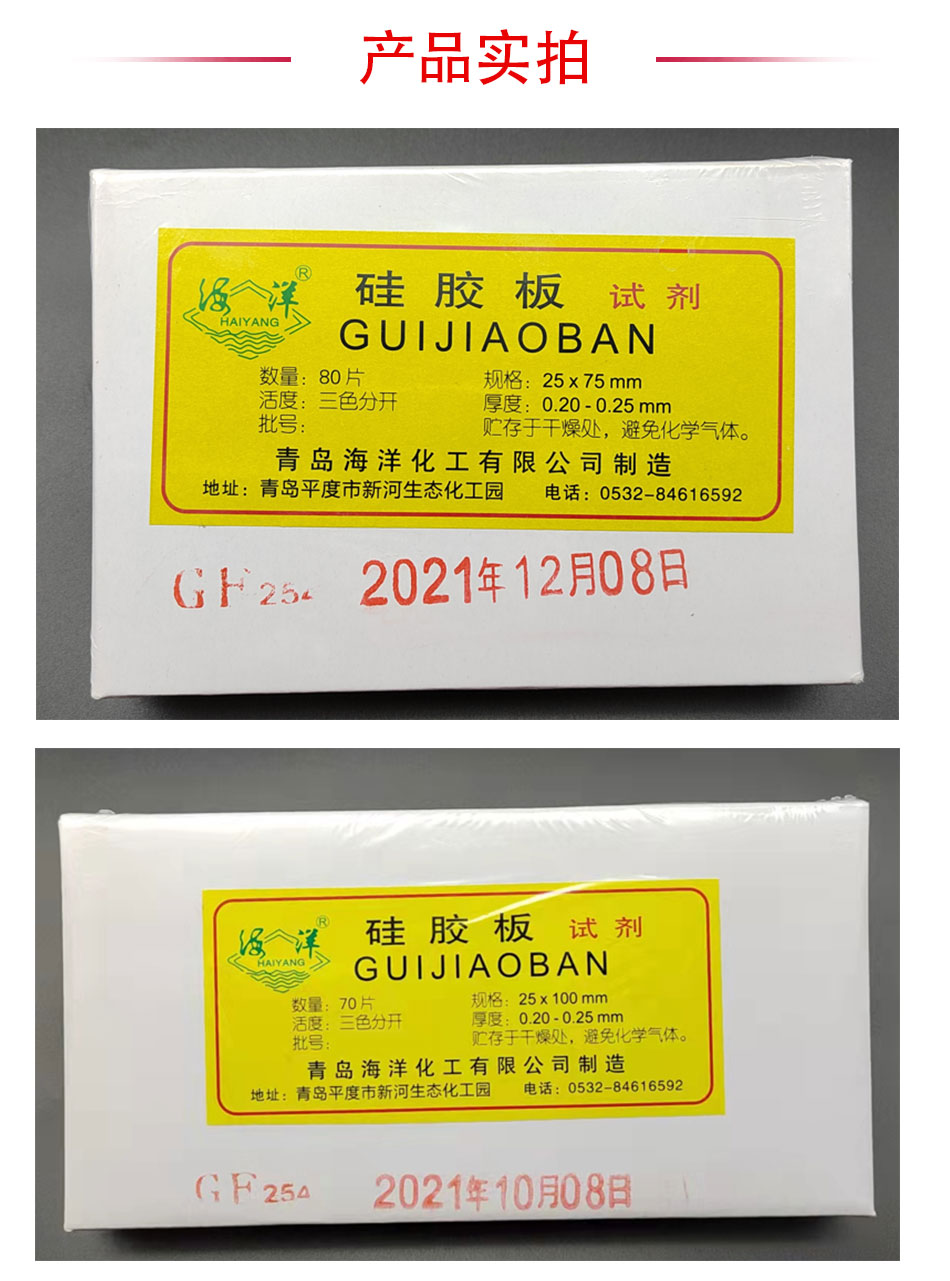 产品实拍
海洋®
HAIYANG
硅胶板 试剂
GUIJIAOBAN
数量：80片 规格：25 x 75 mm
活度：三色分开 厚度：0.20 - 0.25 mm
批号： 贮存于干燥处，避免化学气体。
青岛海洋化工有限公司制造
地址：青岛平度市新河生态化工园 电话：0532-84616592
GF254 2021年12月08日
海洋®
HAIYANG
硅胶板 试剂
GUIJIAOBAN
数量：70片 规格：25 x 100 mm
活度：三色分开 厚度：0.20 - 0.25 mm
批号： 贮存于干燥处，避免化学气体。
青岛海洋化工有限公司制造
地址：青岛平度市新河生态化工园 电话：0532-84616592
GF254 2021年10月08日